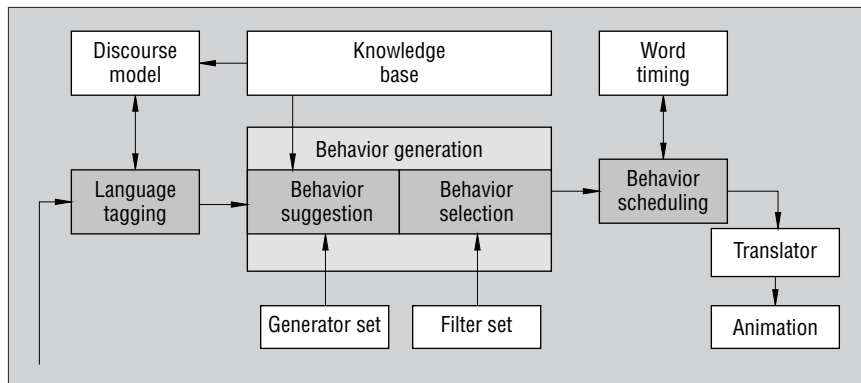 Discourse
model
Knowledge
base
Word
timing
Behavior generation
Language
tagging
Behavior
suggestion
Behavior
selection
Behavior
scheduling
Translator
Generator set
Filter set
Animation